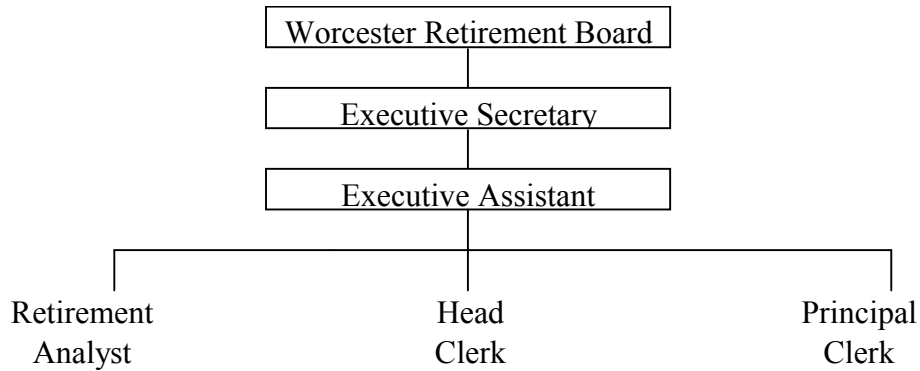 Worcester Retirement Board
Executive Secretary
Executive Assistant
Retirement
Analyst
Head
Clerk
Principal
Clerk